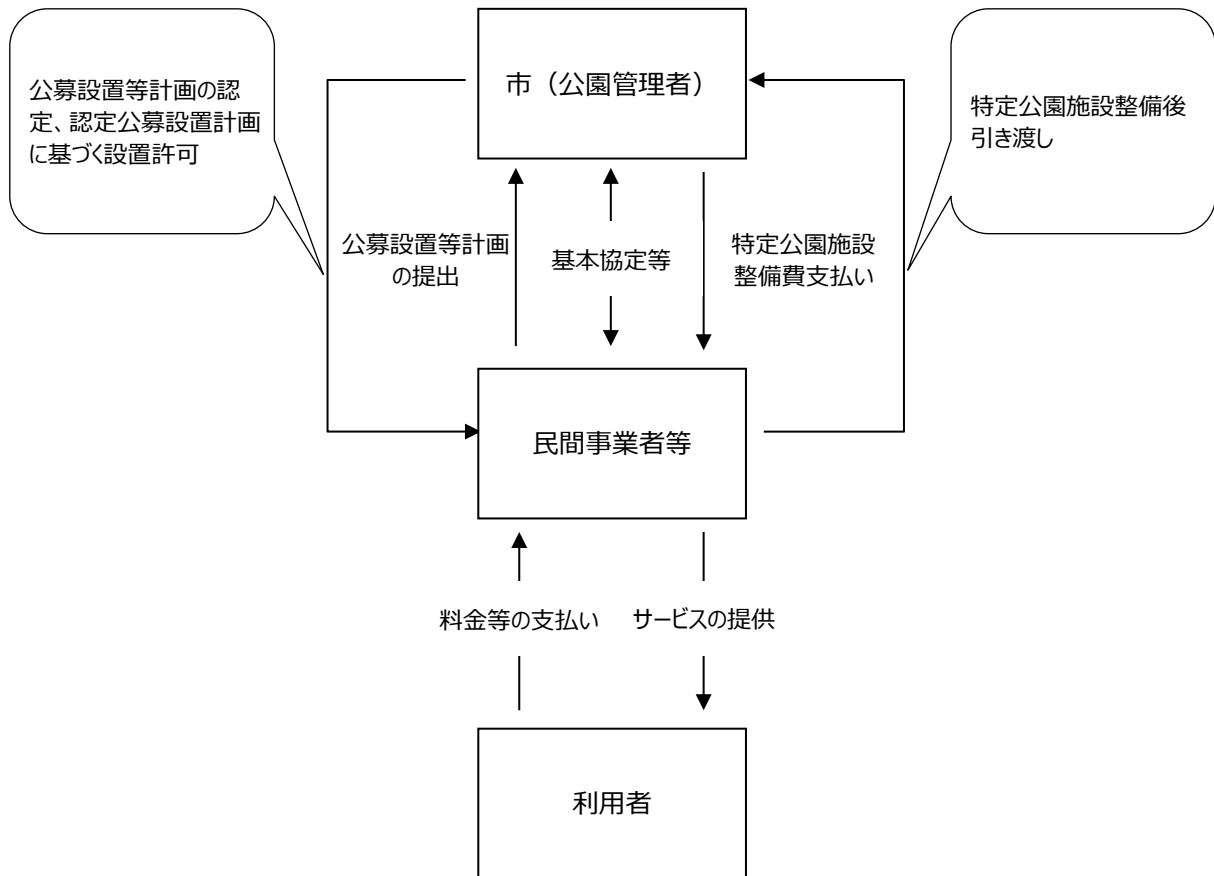 市（公園管理者）
公募設置等計画の認
定、認定公募設置計画
に基づく設置許可
特定公園施設整備後
引き渡し
公募設置等計画
の提出
基本協定等
特定公園施設
整備費支払い
民間事業者等
料金等の支払い
サービスの提供
利用者